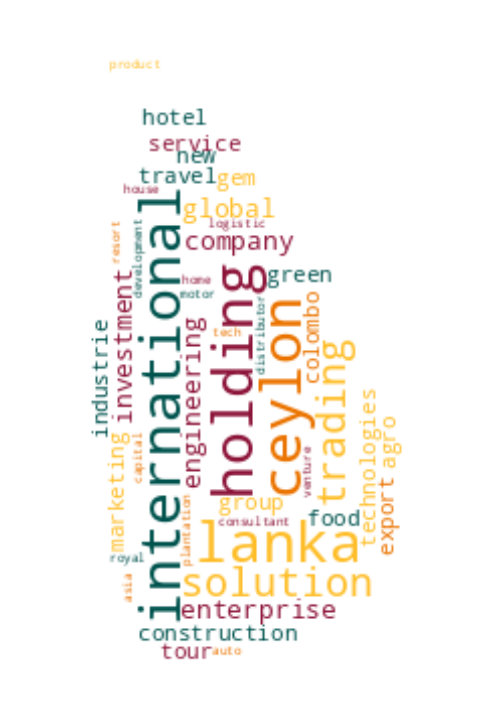 product
hotel
service
new
travel
gem
house
international
global
logistic
development
resort
company
holding
green
investment
home
motor
ceylon
colombo
distributor
industrie
engineering
tech
trading
technologies
agro
marketing
capital
venture
export
group
plantation
consultant
food
lanka
royal
solution
asia
enterprise
construction
tour
auto